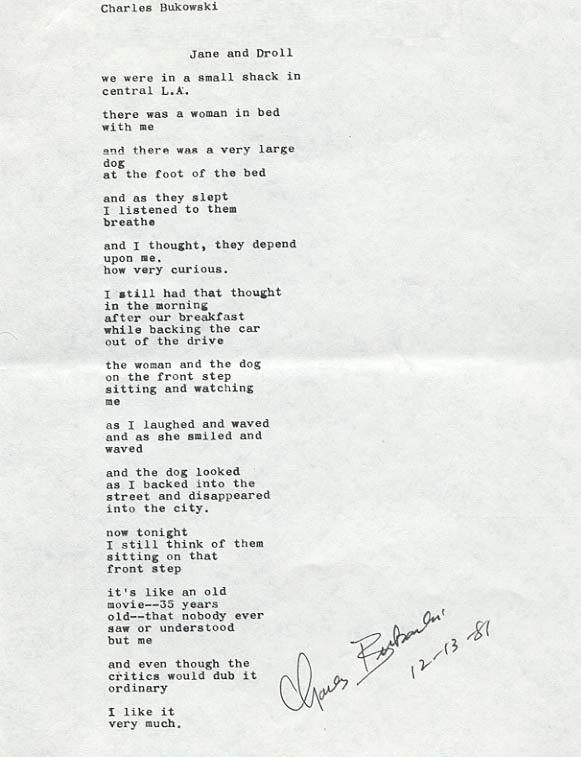 Charles Bukowski
Jane and Droll
we were in a small shack in
central L.A.
there was a woman in bed
with me
and there was a very large
dog
at the foot of the bed
and as they slept
I listened to them
breathe
and I thought, they depend
upon me.
how very curious.
I still had that thought
in the morning
after our breakfast
while backing the car
out of the drive
the woman and the dog
on the front step
sitting and watching
me
as I laughed and waved
and as she smiled and
waved
and the dog looked
as I backed into the
street and disappeared
into the city.
now tonight
I still think of them
sitting on that
front step
it's like an old
movie--35 years
old--that nobody ever
saw or understood
but me
and even though the
critics would dub it
ordinary
I like it
very much.
Charles Bukowski
12-13-81